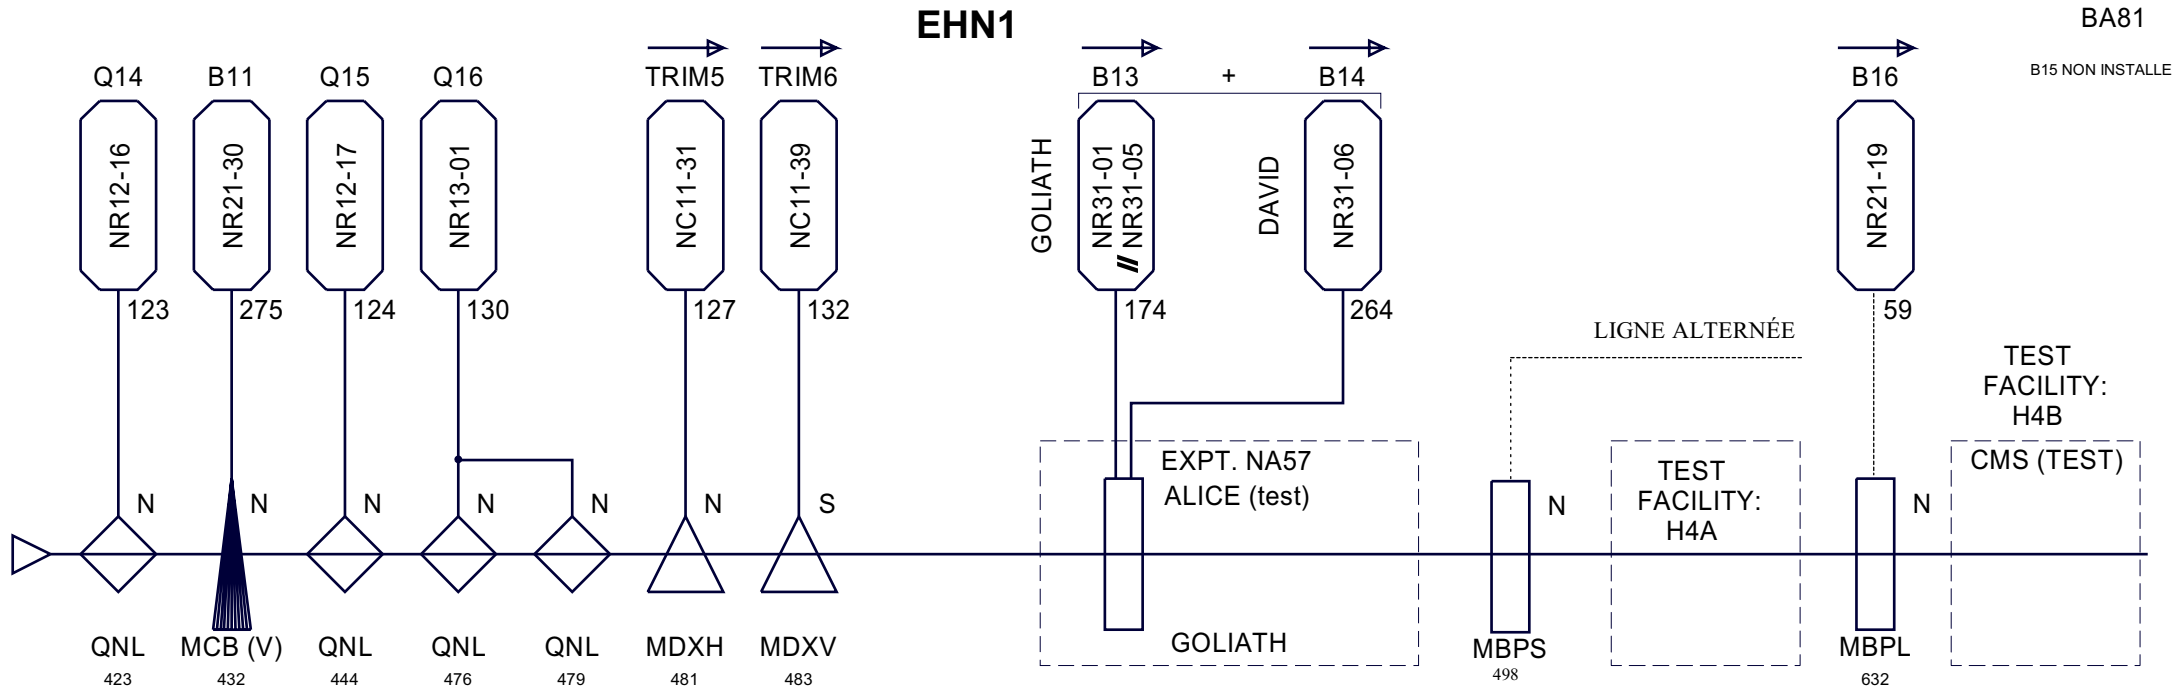 EHN1
BA81
B15 NON INSTALLE
Q14 B11 Q15 Q16 TRIM5 TRIM6 B13 + B14 B16
NR12-16
NR21-30
NR12-17
NR13-01
NC11-31
NC11-39
GOLIATH
NR31-01
NR31-05
//
DAVID
NR31-06
NR21-19
123 275 124 130 127 132 174 264 59
LIGNE ALTERNÉE
TEST
FACILITY:
H4B
EXPT. NA57
ALICE (test)
TEST
FACILITY:
H4A
CMS (TEST)
N N N N N N S N N
GOLIATH
QNL MCB (V) QNL QNL QNL MDXH MDXV MBPS MBPL
423 432 444 476 479 481 483 498 632